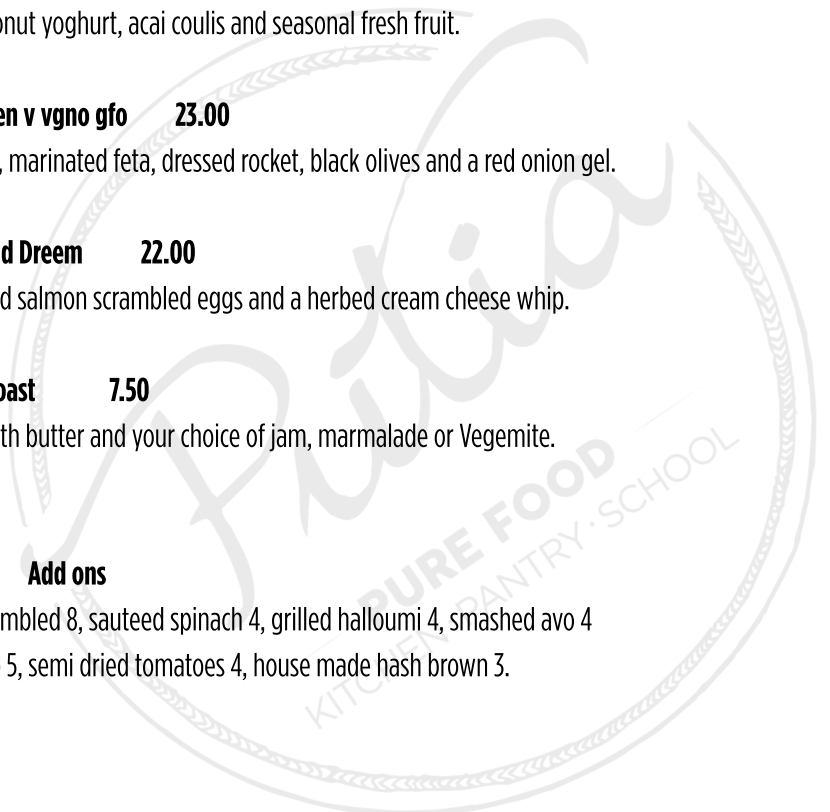 onut yoghurt, acai coulis and seasonal fresh fruit.
en v vgno gfo 23.00
, marinated feta, dressed rocket, black olives and a red onion gel.
d Dreem 22.00
d salmon scrambled eggs and a herbed cream cheese whip.
oast 7.50
th butter and your choice of jam, marmalade or Vegemite.
Add ons
mbled 8, sauteed spinach 4, grilled halloumi 4, smashed avo 4
5, semi dried tomatoes 4, house made hash brown 3.
Pitia
PURE FOOD
KITCHEN·PANTRY·SCHOOL